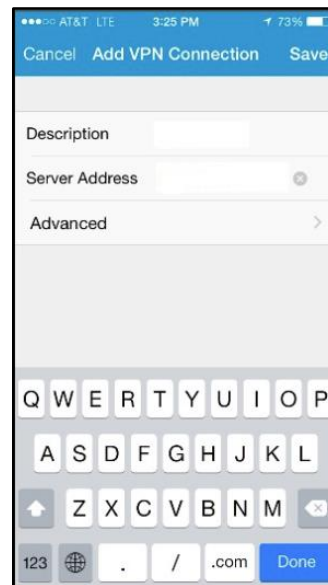 AT&T LTE 3:25 PM 73%
Cancel Add VPN Connection Save
Description
Server Address
Advanced
Q W E R T Y U I O P
A S D F G H J K L
Z X C V B N M
123 . / .com Done